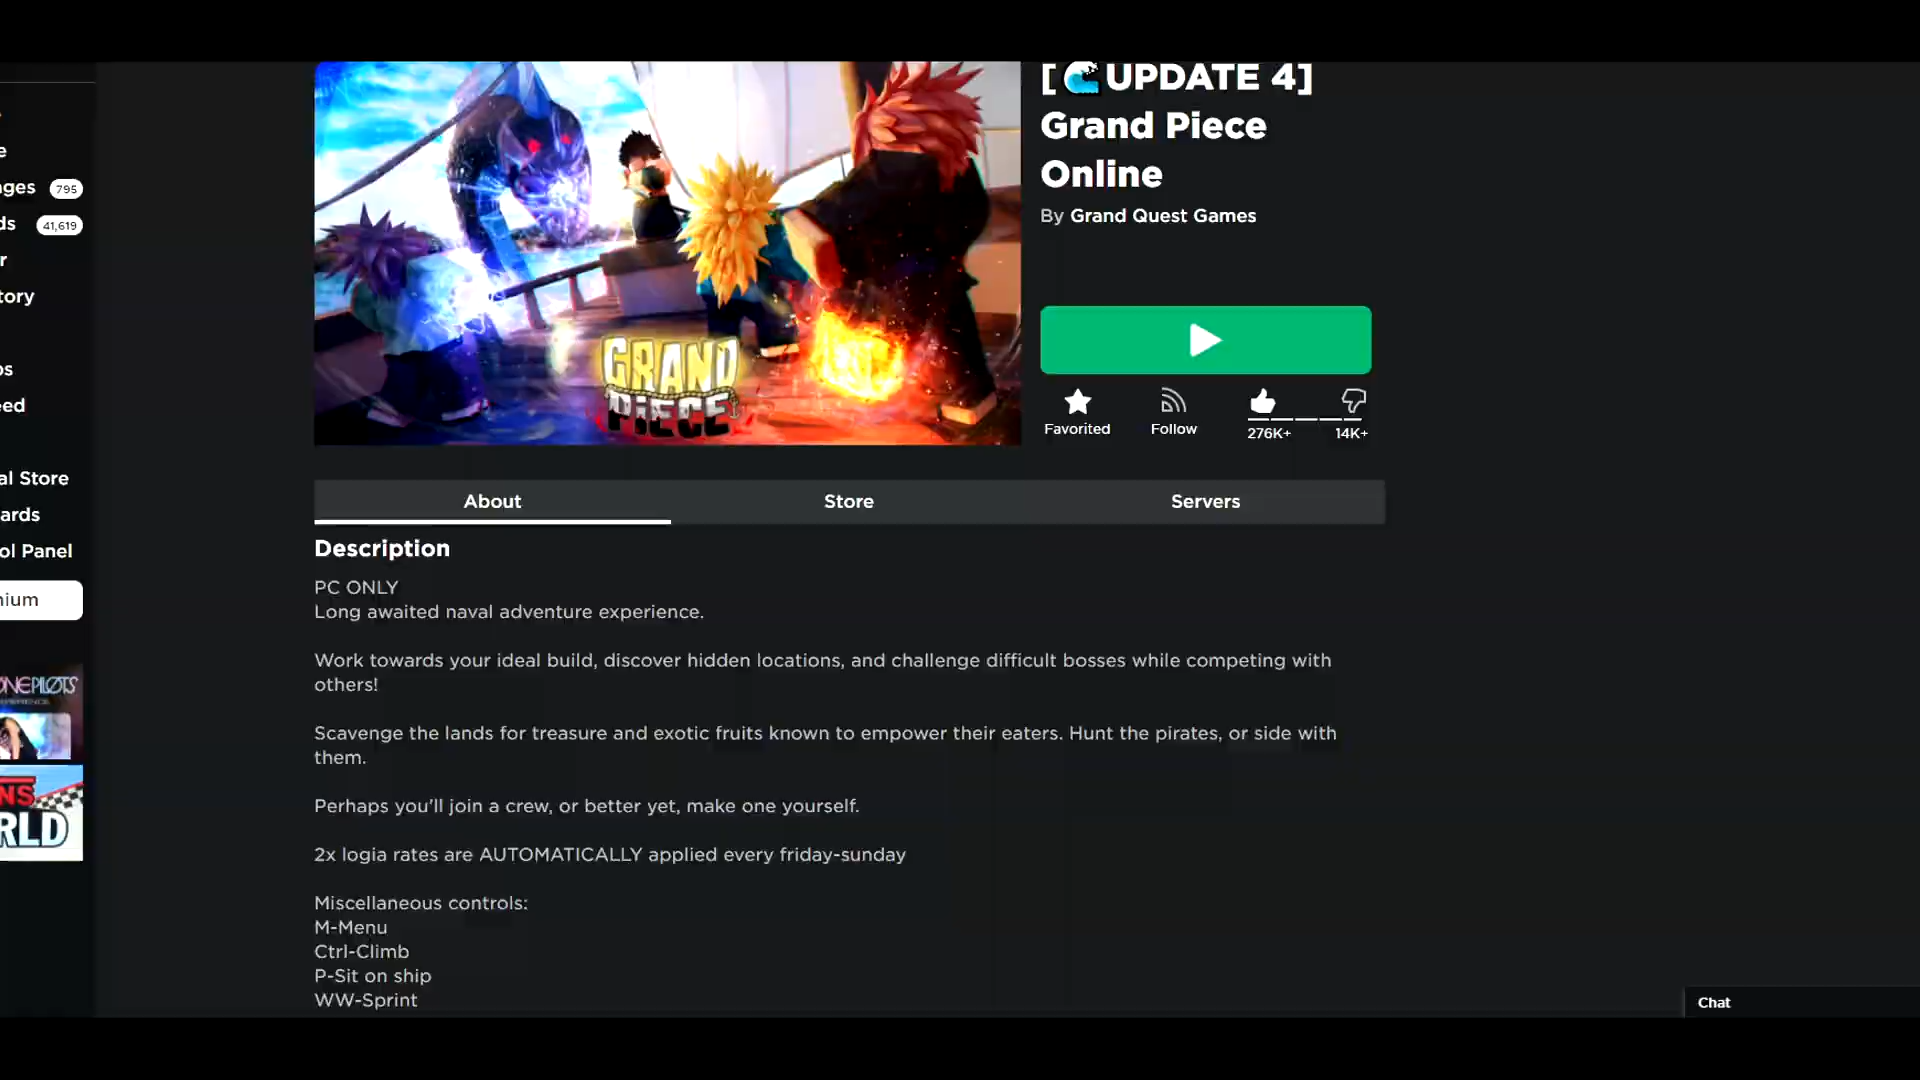 [🌊UPDATE 4]
Grand Piece
Online
By Grand Quest Games
GRAND
PIECE
Favorited
Follow
276K+
14K+
About
Store
Servers
Description
PC ONLY
Long awaited naval adventure experience.
Work towards your ideal build, discover hidden locations, and challenge difficult bosses while competing with
others!
Scavenge the lands for treasure and exotic fruits known to empower their eaters. Hunt the pirates, or side with
them.
Perhaps you'll join a crew, or better yet, make one yourself.
2x logia rates are AUTOMATICALLY applied every friday-sunday
Miscellaneous controls:
M-Menu
Ctrl-Climb
P-Sit on ship
WW-Sprint
e
ges 795
ds 41,619
r
tory
os
eed
al Store
ards
ol Panel
ium
ONEPILØTS
NS
RLD
Chat